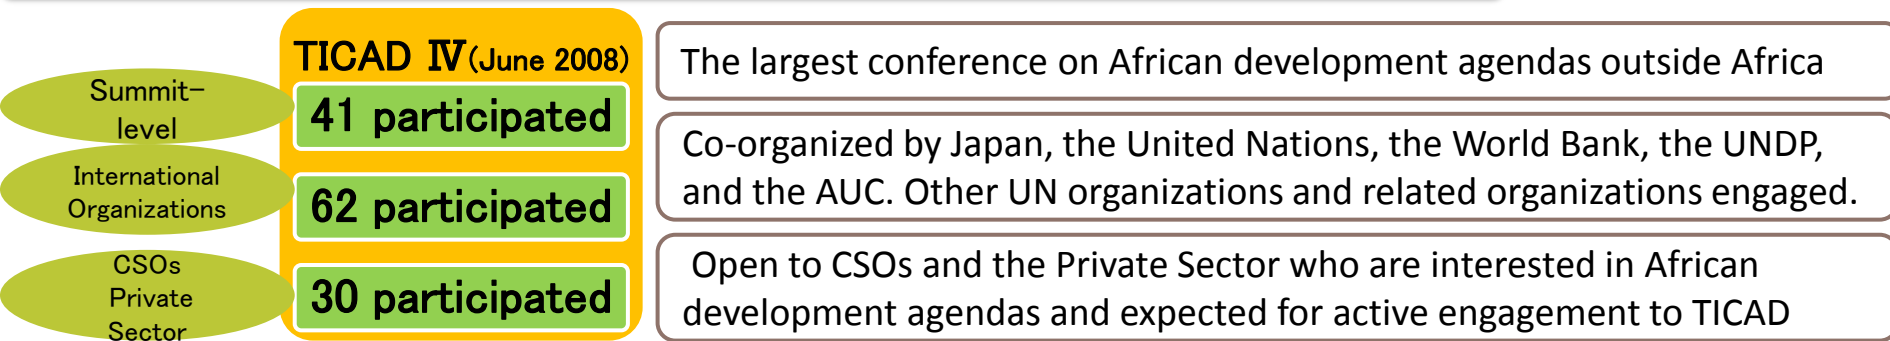 TICAD Ⅳ(June 2008)
Summit-
level
41 participated
The largest conference on African development agendas outside Africa
International
Organizations
62 participated
Co-organized by Japan, the United Nations, the World Bank, the UNDP,
and the AUC. Other UN organizations and related organizations engaged.
CSOs
Private
Sector
30 participated
Open to CSOs and the Private Sector who are interested in African
development agendas and expected for active engagement to TICAD